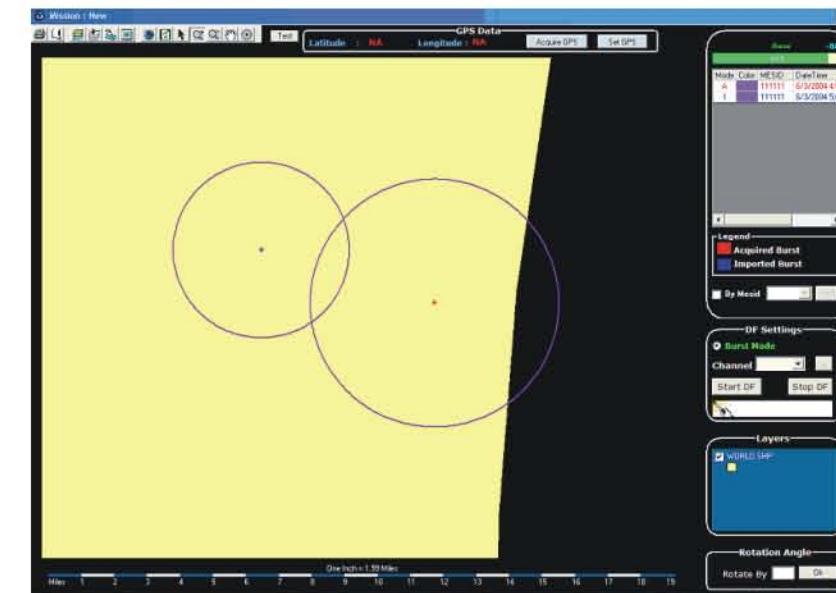 Mission : New
Test
GPS Data
Latitude : NA Longitude : NA Acquire GPS Set GPS
Mode Color MESID DateTime
A 111111 6/3/2004 4:
I 111111 6/3/2004 5:
Legend
Acquired Burst
Imported Burst
By Mesid
DF Settings
Burst Mode
Channel
Start DF Stop DF
Layers
WORLD.SHP
One Inch = 1.99 Miles
Miles 1 2 3 4 5 6 7 8 9 10 11 12 13 14 15 16 17 18 19
Rotation Angle
Rotate By Ok